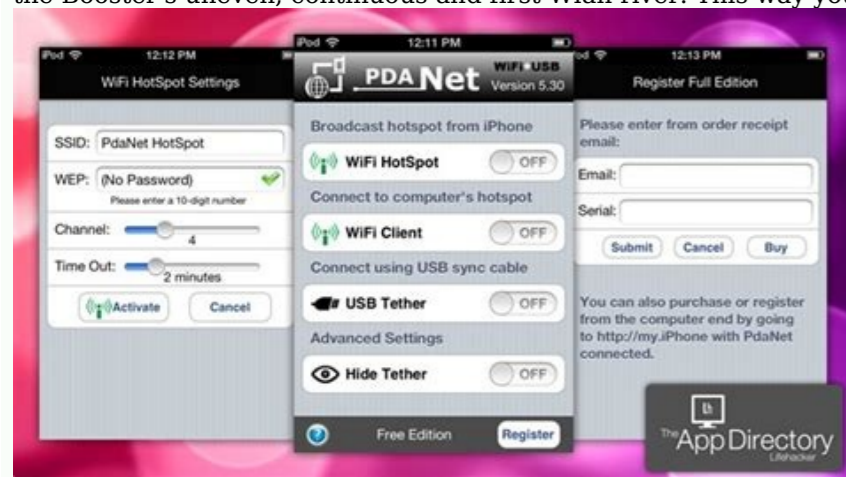 the Booster's uneven, continuous and first Widh river. This way you
iPod 12:12 PM
WiFi HotSpot Settings
SSID: PdaNet HotSpot
WEP: (No Password)
Please enter a 10-digit number
Channel:
4
Time Out:
2 minutes
Activate Cancel
iPod 12:11 PM
PDA Net WiFi+USB
Version 5.30
Broadcast hotspot from iPhone
WiFi HotSpot OFF
Connect to computer's hotspot
WiFi Client OFF
Connect using USB sync cable
USB Tether OFF
Advanced Settings
Hide Tether OFF
? Free Edition Register
12:13 PM
Register Full Edition
Please enter from order receipt
email:
Email:
Serial:
Submit Cancel Buy
You can also purchase or register
from the computer end by going
to http://my.iPhone with PdaNet
connected.
lh
The App Directory
Lifehacker